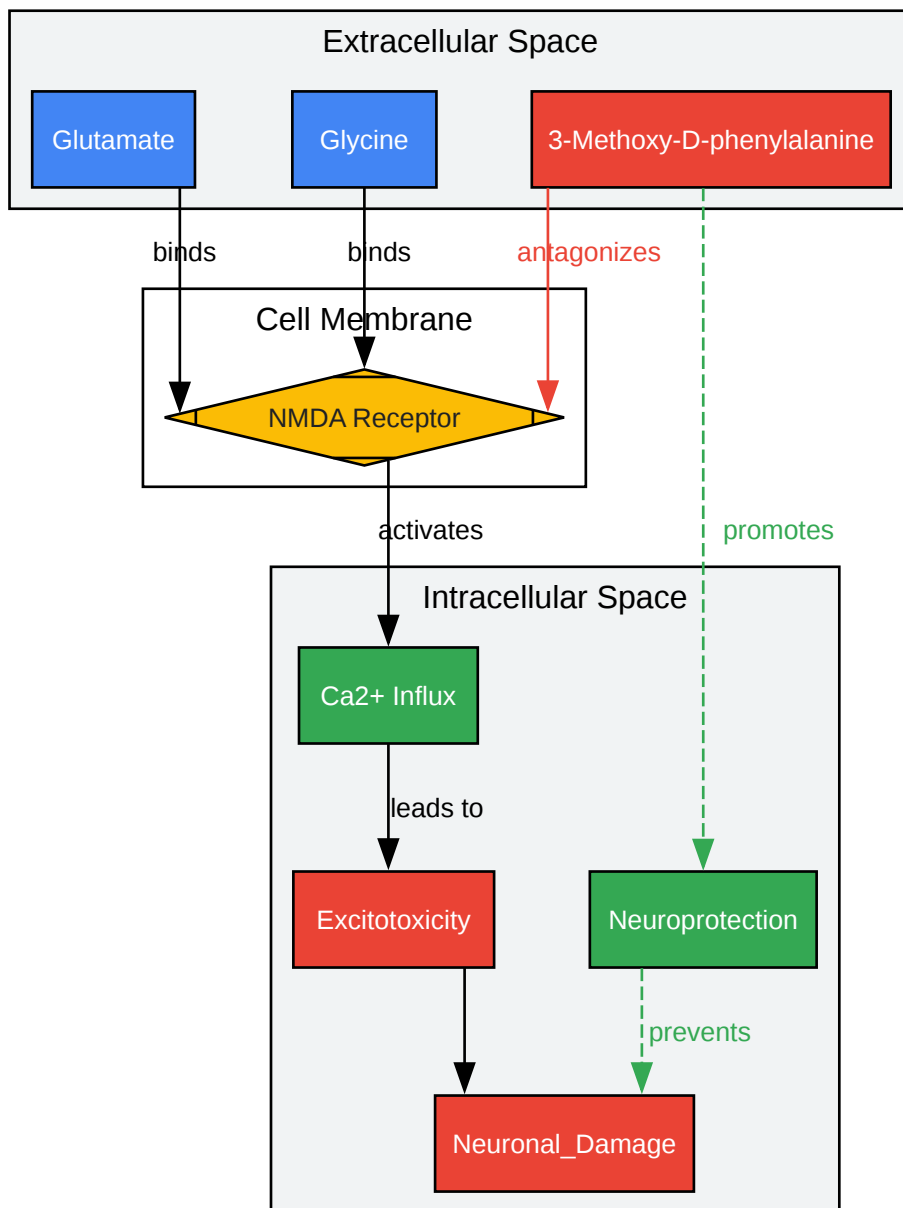 Extracellular Space
Glutamate
Glycine
3-Methoxy-D-phenylalanine
binds
binds
antagonizes
Cell Membrane
NMDA Receptor
activates
promotes
Intracellular Space
Ca2+ Influx
leads to
Excitotoxicity
Neuroprotection
prevents
Neuronal_Damage